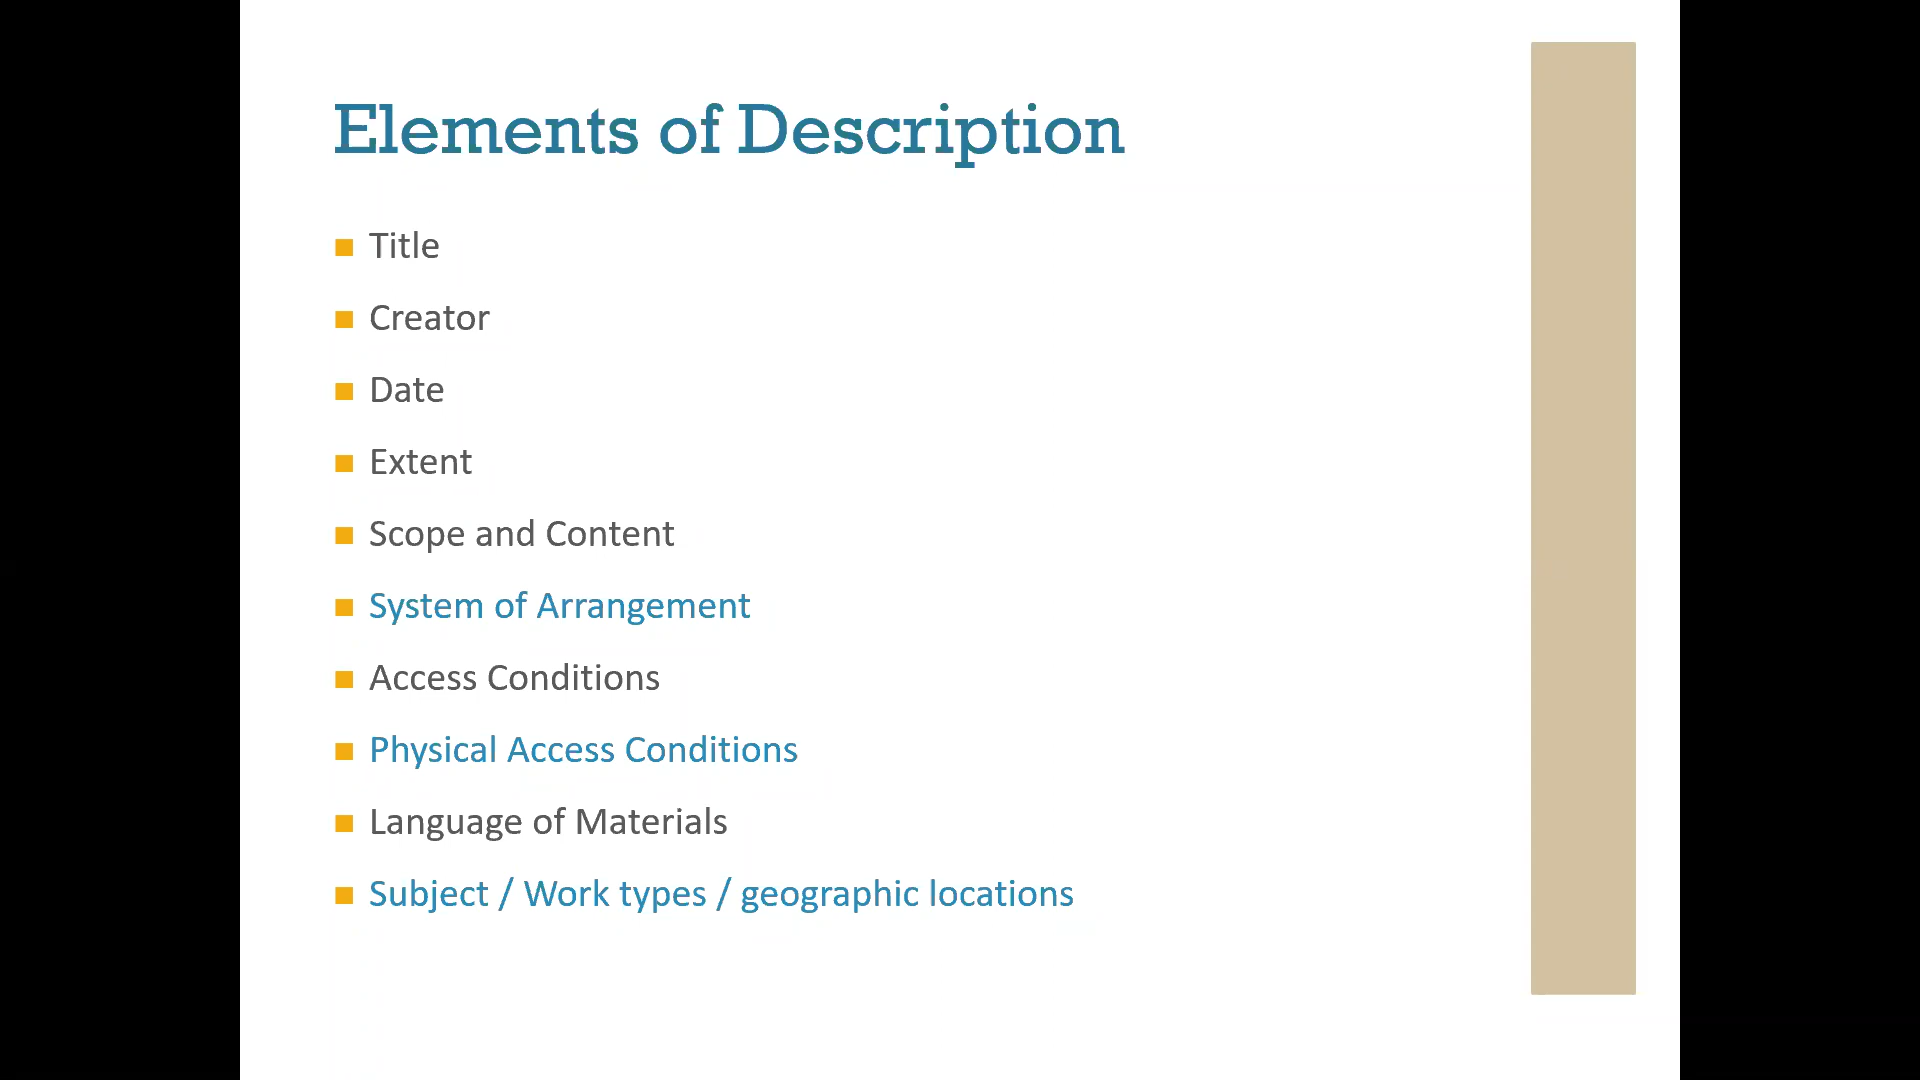 Elements of Description
Title
Creator
Date
Extent
Scope and Content
System of Arrangement
Access Conditions
Physical Access Conditions
Language of Materials
Subject / Work types / geographic locations